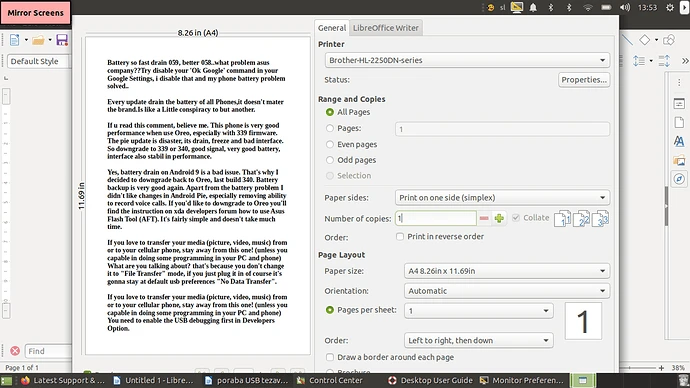 Mirror Screens
sl
13:53
8.26 in (A4)
11.69 in
Battery so fast drain 059, better 058..what problem asus
company??Try disable your 'Ok Google' command in your
Google Settings, i disable that and my phone battery problem
solved..
Every update drain the battery of all Phones,it doesn't mater
the brand.Is like a Little conspiracy to but another.
If u read this comment, believe me. This phone is very good
performance when use Oreo, especially with 339 firmware.
The pie update is disaster, its drain, freeze and bad interface.
So downgrade to 339 or 340, good signal, very good battery,
interface also stabil in performance.
Yes, battery drain on Android 9 is a bad issue. That's why I
decided to downgrade back to Oreo, last build 340. Battery
backup is very good again. Apart from the battery problem I
didn't like changes in Android Pie, especially removing ability
to record voice calls. If you'd like to downgrade to Oreo you'll
find the instruction on xda developers forum how to use Asus
Flash Tool (AFT). It's fairly simple and doesn't take much
time.
If you love to transfer your media (picture, video, music) from
or to your cellular phone, stay away from this one! (unless you
capable in doing some programming in your PC and phone)
What are you talking about? that's because you don't change
it to "File Transfer" mode, if you just plug it in of course it's
gonna stay at default usb preferences "No Data Transfer".
If you love to transfer your media (picture, video, music) from
or to your cellular phone, stay away from this one! (unless you
capable in doing some programming in your PC and phone)
You need to enable the USB debugging first in Developers
Option.
General
LibreOffice Writer
Printer
Brother-HL-2250DN-series
Status:
Properties...
Range and Copies
All Pages
Pages:
1
Even pages
Odd pages
Selection
Paper sides:
Print on one side (simplex)
Number of copies:
1
Collate
Order:
Print in reverse order
Page Layout
Paper size:
A4 8.26in x 11.69in
Orientation:
Automatic
Pages per sheet:
1
1
Order:
Left to right, then down
Draw a border around each page
Brochure
Default Style
Find
Page 1 of 1
38%
Latest Support & ...
Untitled 1 - Libre...
poraba USB tezav...
Control Center
Desktop User Guide
Monitor Preferen...